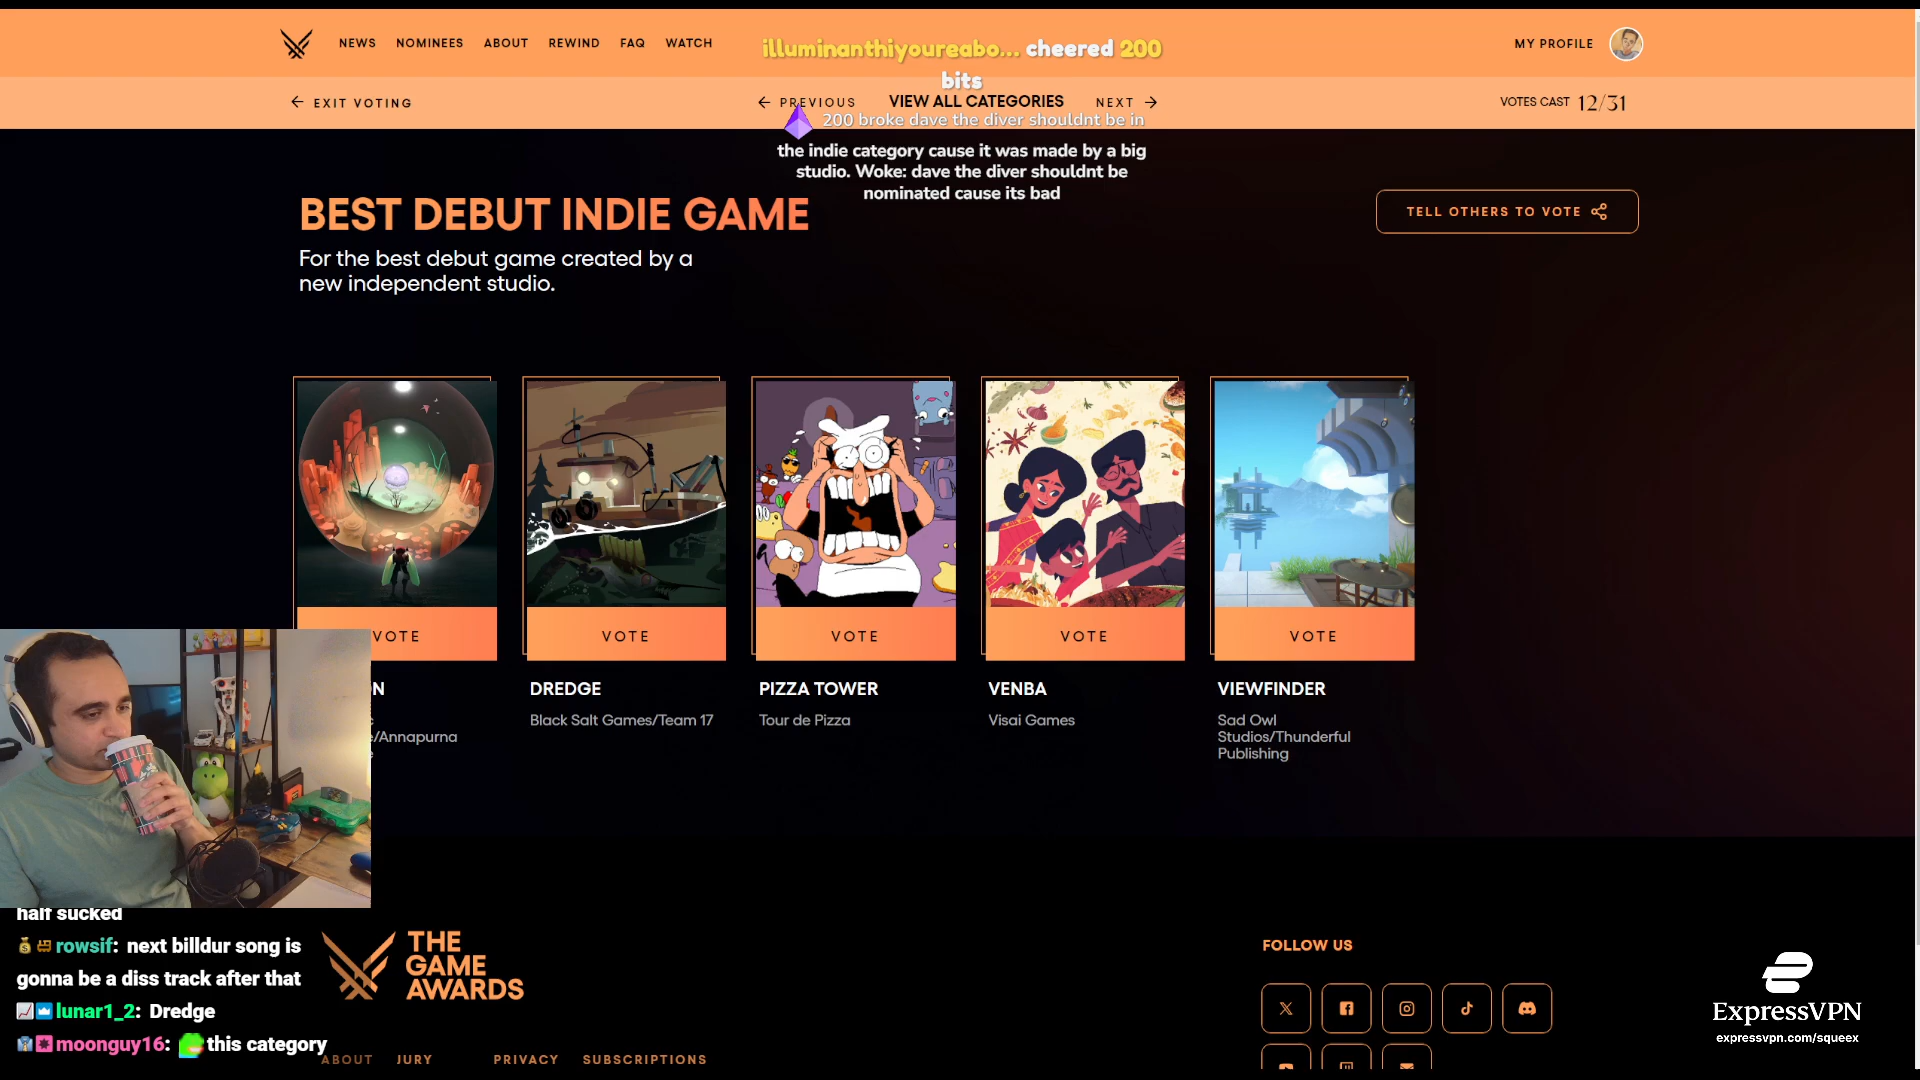 NEWS NOMINEES ABOUT REWIND FAQ WATCH
illuminanthiyoureabo... cheered 200
bits
MY PROFILE
EXIT VOTING
PREVIOUS VIEW ALL CATEGORIES NEXT
VOTES CAST 12/31
200 broke dave the diver shouldnt be in
the indie category cause it was made by a big
studio. Woke: dave the diver shouldnt be
nominated cause its bad
BEST DEBUT INDIE GAME
TELL OTHERS TO VOTE
For the best debut game created by a
new independent studio.
VOTE VOTE VOTE VOTE
VOTE
N
/Annapurna
DREDGE
Black Salt Games/Team 17
PIZZA TOWER
Tour de Pizza
VENBA
Visai Games
VIEWFINDER
Sad Owl
Studios/Thunderful
Publishing
half sucked
rowsif: next billdur song is
gonna be a diss track after that
lunar1_2: Dredge
moonguy16: this category
THE
GAME
AWARDS
FOLLOW US
ExpressVPN
expressvpn.com/squeex
ABOUT JURY PRIVACY SUBSCRIPTIONS